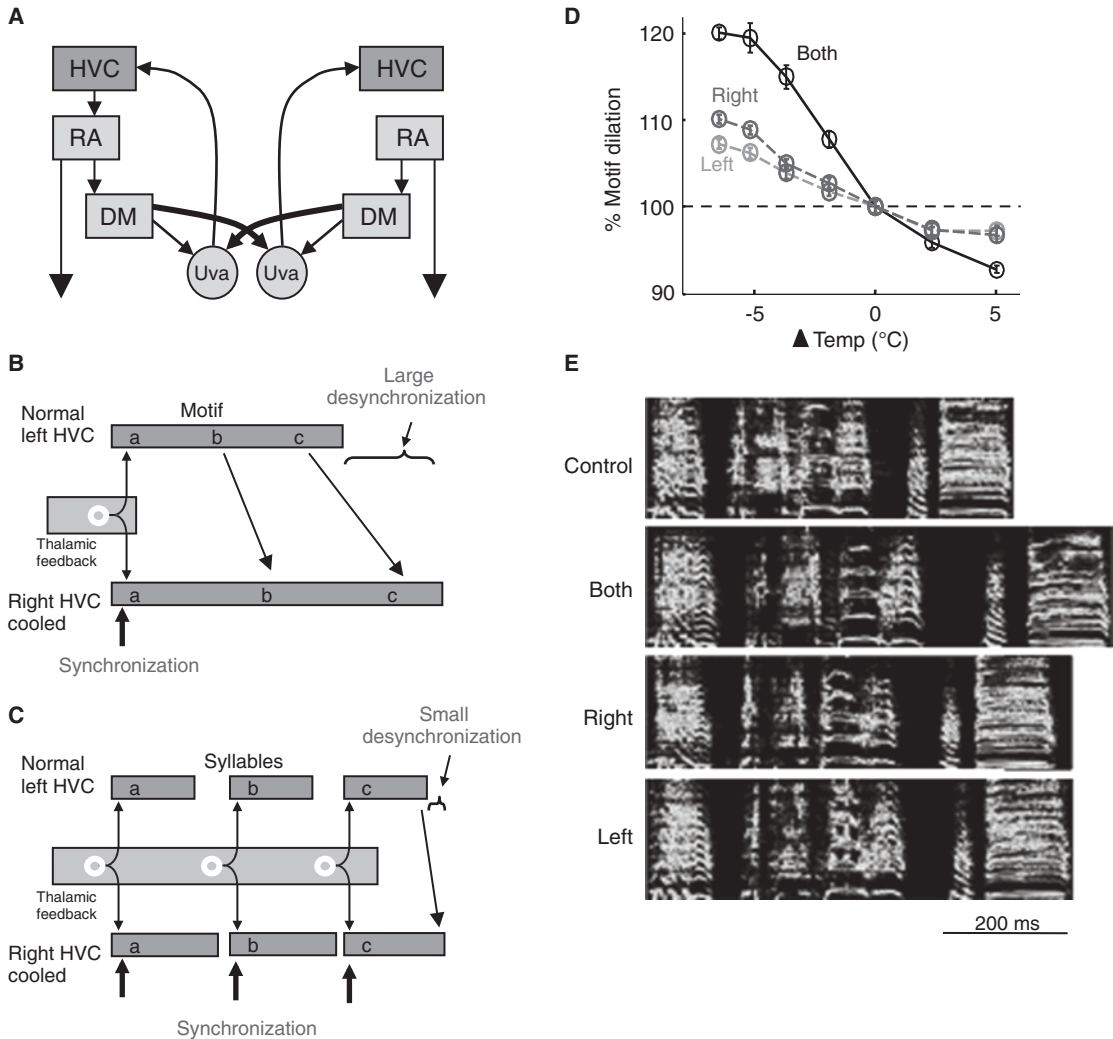 A
HVC
HVC
RA
RA
DM
DM
Uva
Uva
B
Large
desynchronization
Normal
left HVC
Motif
a
b
c
Thalamic
feedback
Right HVC
cooled
a
b
c
Synchronization
C
Small
desynchronization
Normal
left HVC
Syllables
a
b
c
Thalamic
feedback
Right HVC
cooled
a
b
c
Synchronization
D
% Motif dilation
120
110
100
90
Both
Right
Left
-5
0
5
▲ Temp (°C)
E
Control
Both
Right
Left
200 ms